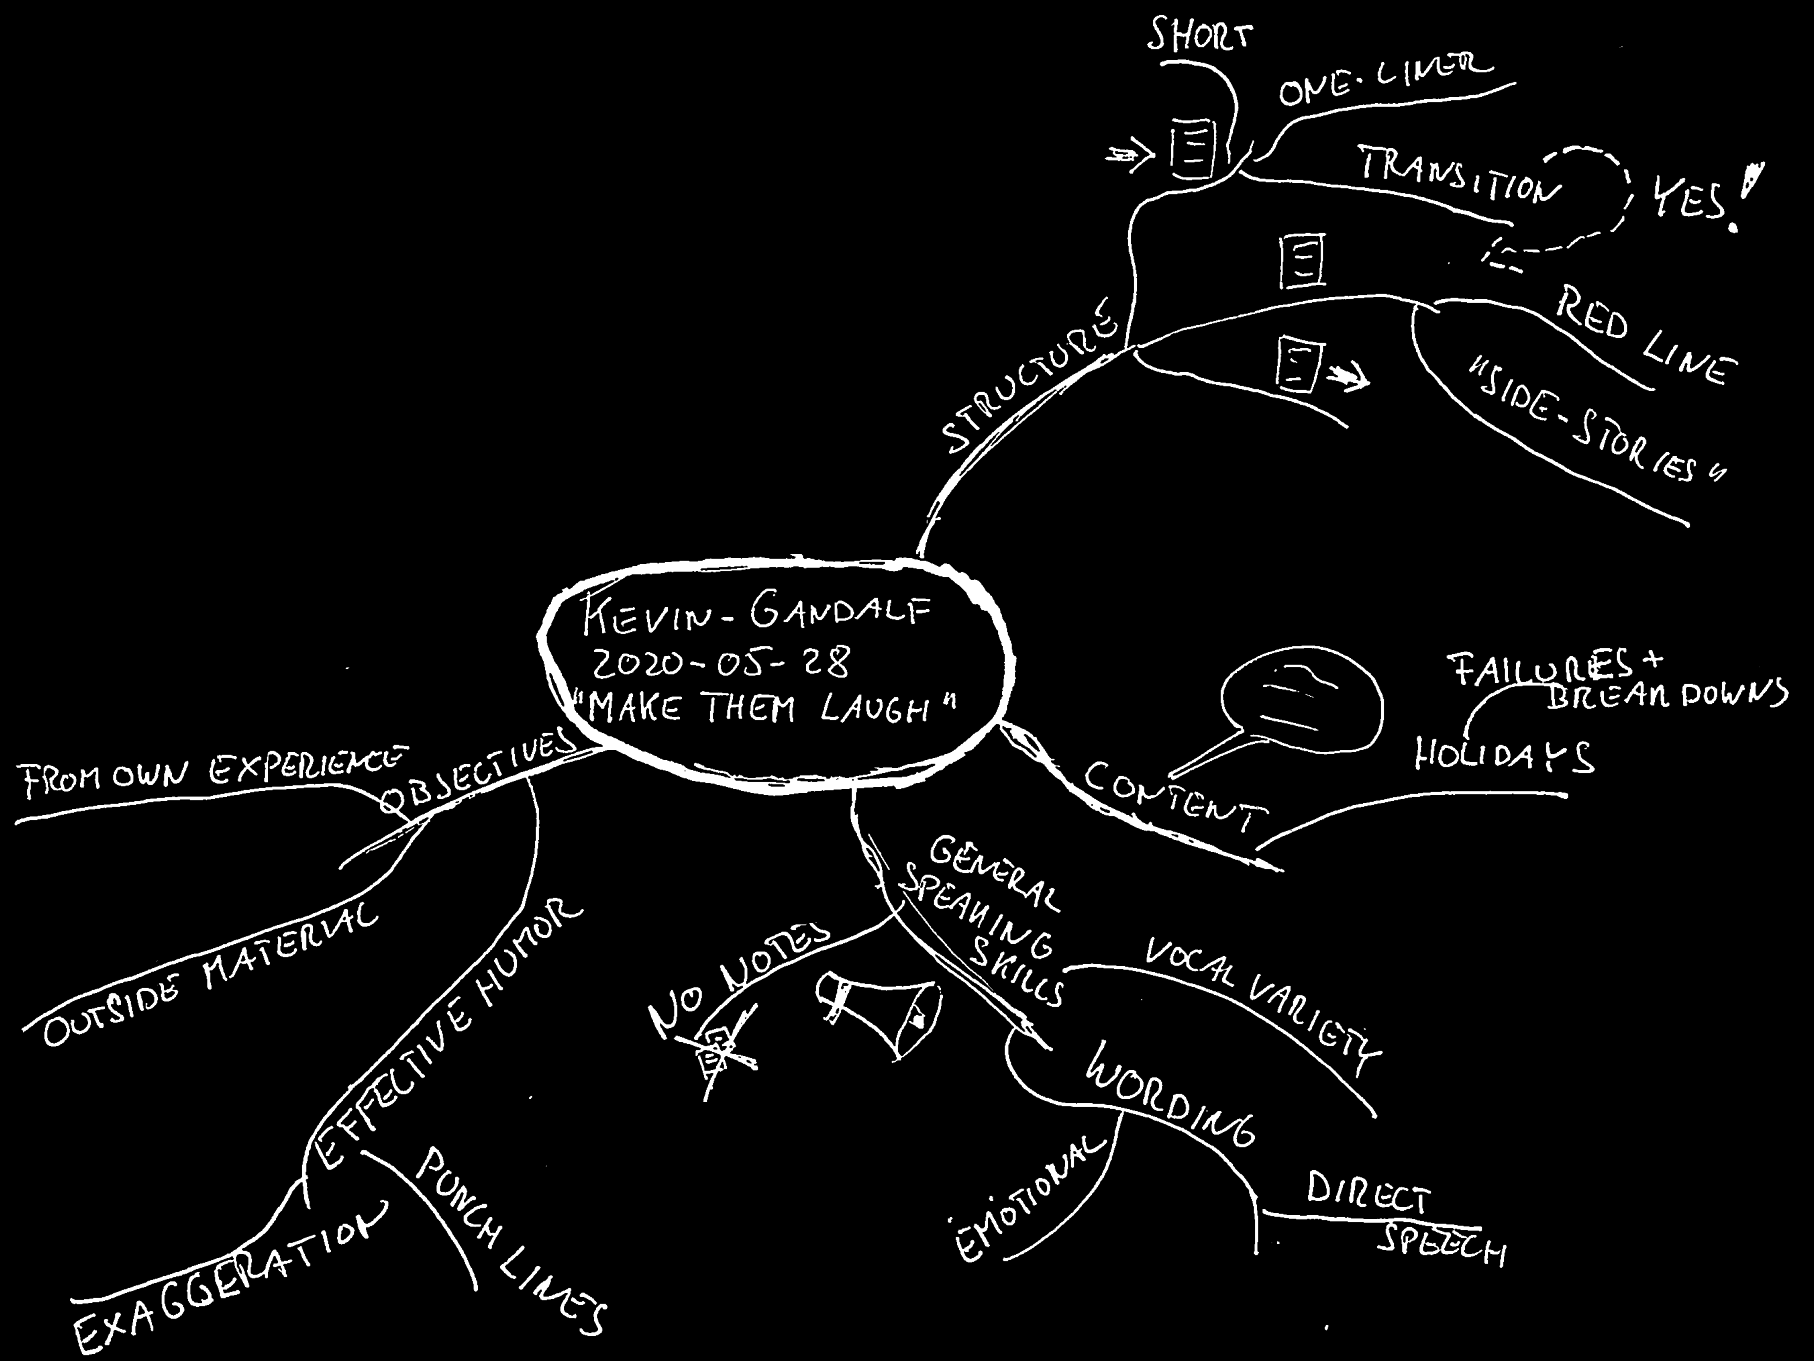 SHORT
ONE-LINER
TRANSITION
YES!
RED LINE
"SIDE-STORIES"
STRUCTURE
KEVIN-GANDALF
2020-05-28
"MAKE THEM LAUGH"
FAILURES +
BREAKDOWNS
HOLIDAYS
CONTENT
GENERAL
SPEAKING
SKILLS
VOCAL VARIETY
WORDING
EMOTIONAL
DIRECT
SPEECH
NO NOTES
OBJECTIVES
FROM OWN EXPERIENCE
OUTSIDE MATERIAL
EFFECTIVE HUMOR
PUNCH LINES
EXAGGERATION